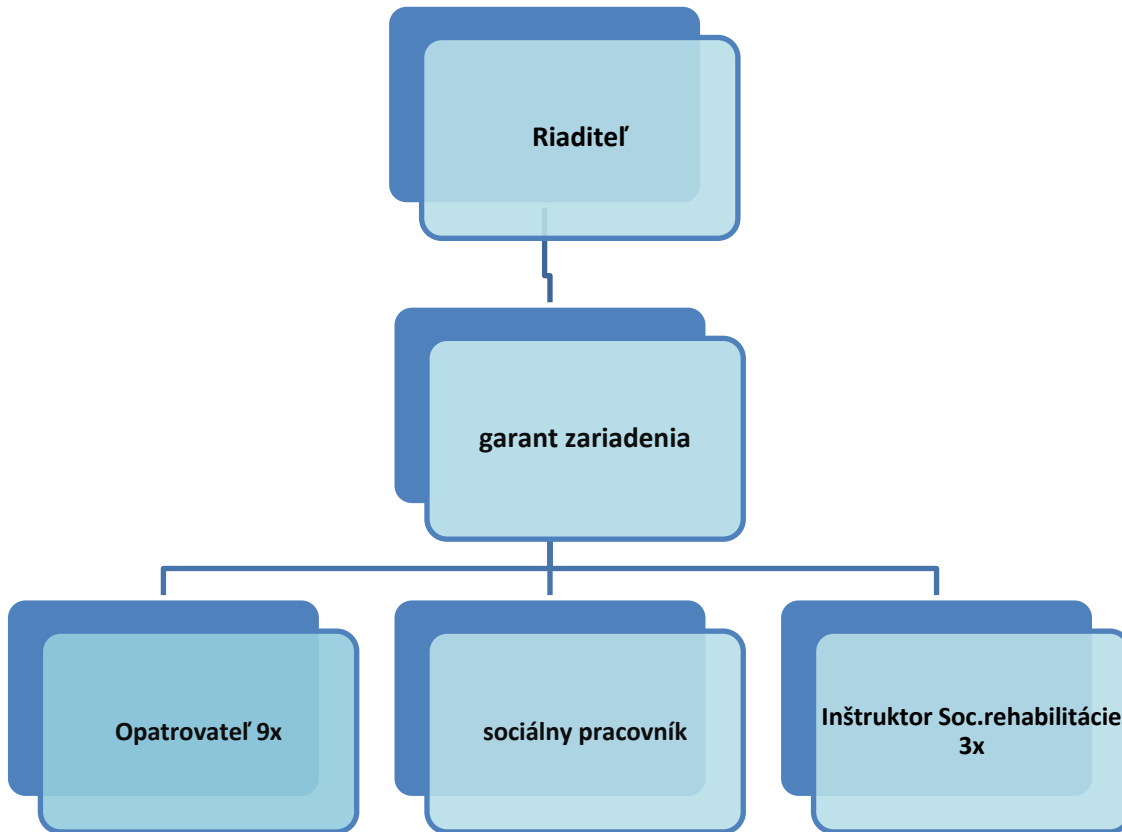 Riaditeľ
garant zariadenia
Opatrovateľ 9x
sociálny pracovník
Inštruktor Soc.rehabilitácie
3x